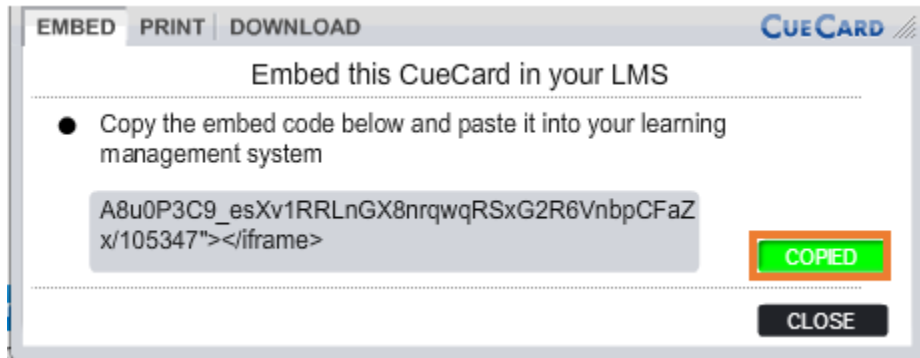 EMBED PRINT DOWNLOAD CUECARD
Embed this CueCard in your LMS
● Copy the embed code below and paste it into your learning
management system
A8u0P3C9_esXv1RRLnGX8nrqwqRSxG2R6VnbpCFaZ
x/105347"></iframe>
COPIED
CLOSE